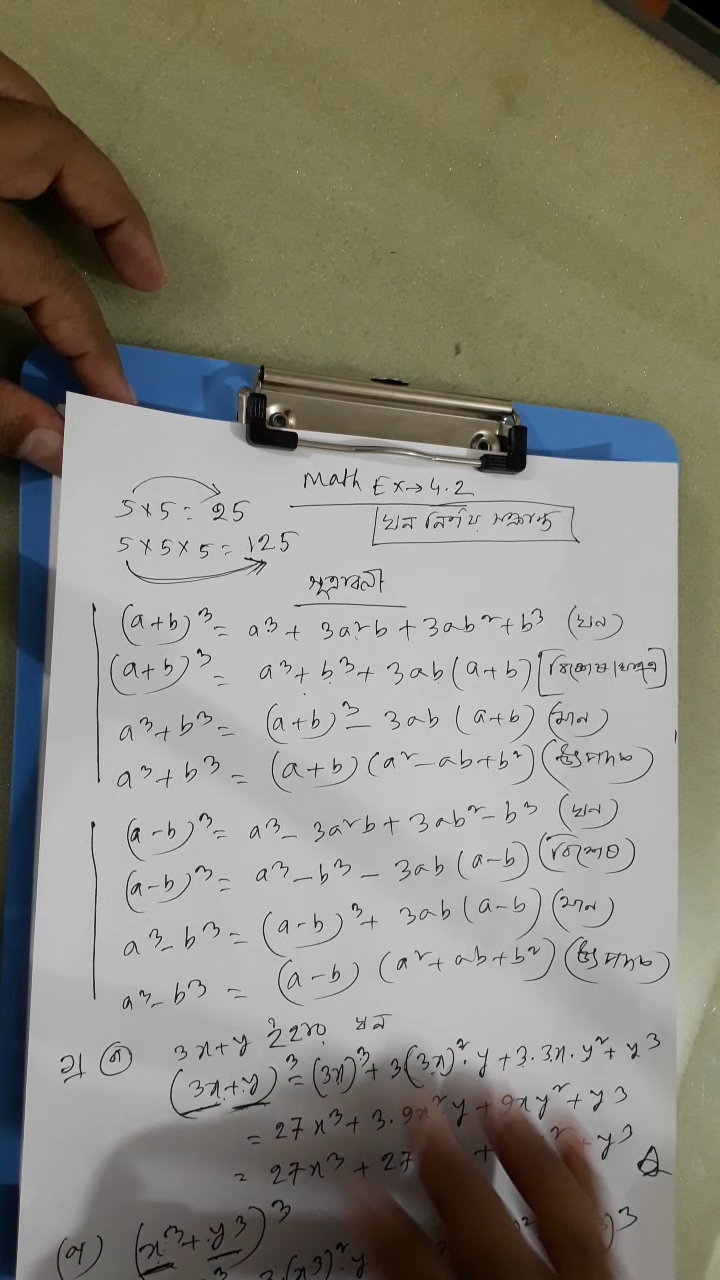 Math Ex→4.2
5×5=25
ঘন নির্ণয় সংক্রান্ত
5×5×5=125
সূত্রাবলী
(a+b)³= a³+ 3a²b+3ab²+b³ (ঘন)
(a+b)³= a³+b³+3ab(a+b)
a³+b³= (a+b)³- 3ab (a+b) (মান)
a³+b³ = (a+b) (a²-ab+b²) (উৎপাদক)
(a-b)³= a³- 3a²b+3ab²-b³ (ঘন)
(a-b)³= a³-b³- 3ab(a-b)
a³-b³ = (a-b)³+ 3ab(a-b) (মান)
a³-b³ = (a-b) (a²+ab+b²) (উৎপাদক)
3x+y এর ঘন
(3x+y)³=(3x)³+3(3x)²·y+3·3x·y²+y³
= 27x³+3·9x²y+9xy²+y³
= 27x³+27 + y³
(x³+y³)³